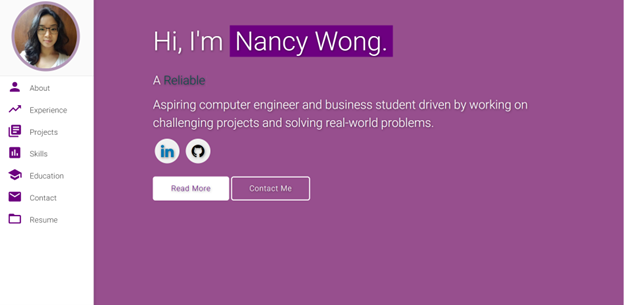 About
Experience
Projects
Skills
Education
Contact
Resume
Hi, I'm Nancy Wong.
A Reliable
Aspiring computer engineer and business student driven by working on
challenging projects and solving real-world problems.
in
Read More
Contact Me